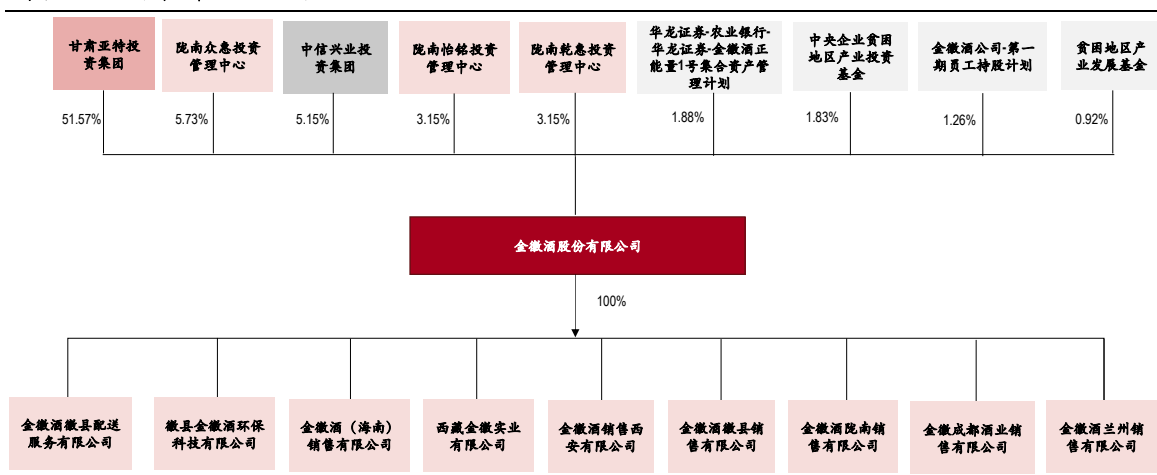 甘肃亚特投
资集团
陇南众惠投资
管理中心
中信兴业投
资集团
陇南怡铭投资
管理中心
陇南乾惠投资
管理中心
华龙证券-农业银行-
华龙证券-金徽酒正
能量1号集合资产管
理计划
中央企业贫困
地区产业投资
基金
金徽酒公司-第一
期员工持股计划
贫困地区产
业发展基金
51.57%
5.73%
5.15%
3.15%
3.15%
1.88%
1.83%
1.26%
0.92%
金徽酒股份有限公司
100%
金徽酒徽县配送
服务有限公司
徽县金徽酒环保
科技有限公司
金徽酒（海南）
销售有限公司
西藏金徽实业
有限公司
金徽酒销售西
安有限公司
金徽酒徽县销
售有限公司
金徽酒陇南销
售有限公司
金徽成都酒业销
售有限公司
金徽酒兰州销
售有限公司